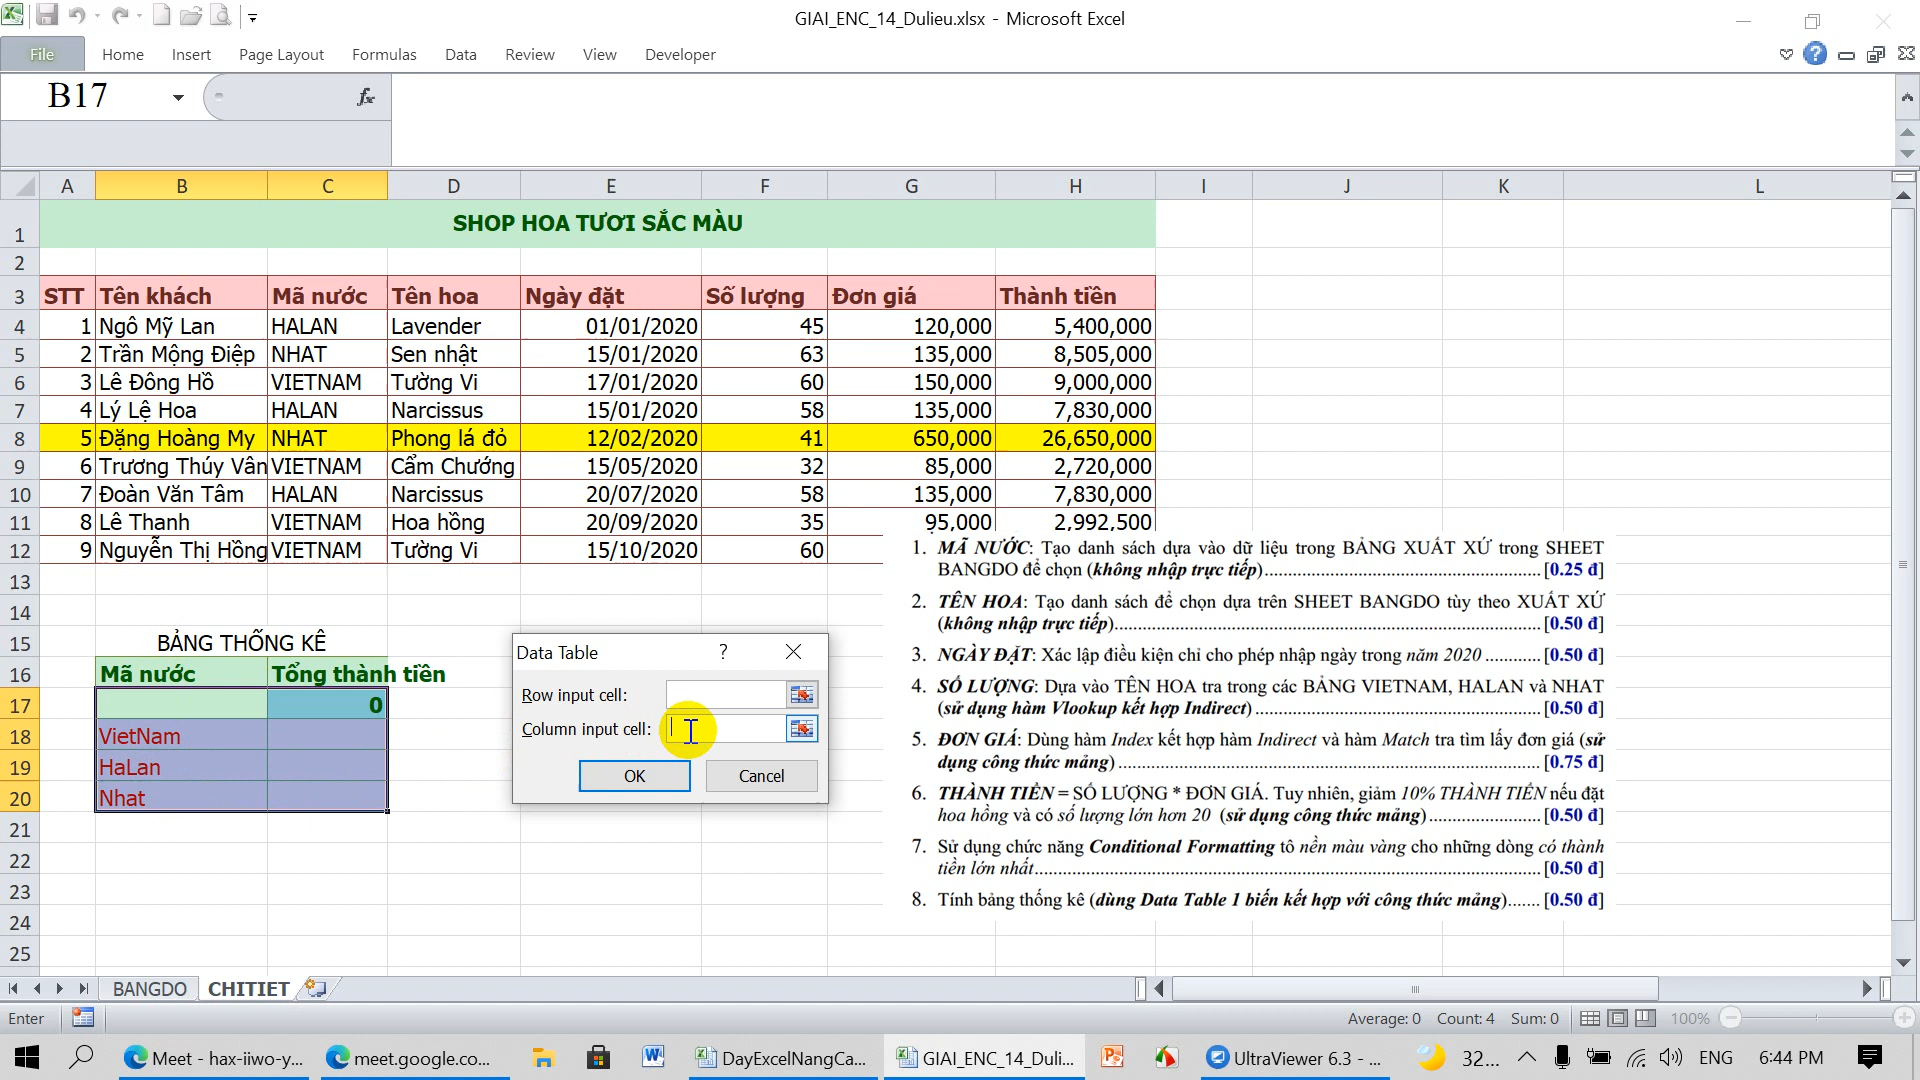 GIAI_ENC_14_Dulieu.xlsx - Microsoft Excel
File Home Insert Page Layout Formulas Data Review View Developer
B17 fx
A B C D E F G H I J K L
1 SHOP HOA TƯƠI SẮC MÀU
2
3 STT Tên khách Mã nước Tên hoa Ngày đặt Số lượng Đơn giá Thành tiền
4 1 Ngô Mỹ Lan HALAN Lavender 01/01/2020 45 120,000 5,400,000
5 2 Trần Mộng Điệp NHAT Sen nhật 15/01/2020 63 135,000 8,505,000
6 3 Lê Đông Hồ VIETNAM Tường Vi 17/01/2020 60 150,000 9,000,000
7 4 Lý Lệ Hoa HALAN Narcissus 15/01/2020 58 135,000 7,830,000
8 5 Đặng Hoàng My NHAT Phong lá đỏ 12/02/2020 41 650,000 26,650,000
9 6 Trương Thúy Vân VIETNAM Cẩm Chướng 15/05/2020 32 85,000 2,720,000
10 7 Đoàn Văn Tâm HALAN Narcissus 20/07/2020 58 135,000 7,830,000
11 8 Lê Thanh VIETNAM Hoa hồng 20/09/2020 35 95,000 2,992,500
12 9 Nguyễn Thị Hồng VIETNAM Tường Vi 15/10/2020 60
13
14
15 BẢNG THỐNG KÊ
16 Mã nước Tổng thành tiền
17 0
18 VietNam
19 HaLan
20 Nhat
21
22
23
24
25
Data Table ?
Row input cell:
Column input cell:
OK Cancel
1. MÃ NƯỚC: Tạo danh sách dựa vào dữ liệu trong BẢNG XUẤT XỨ trong SHEET
BANGDO để chọn (không nhập trực tiếp)..........[0.25 đ]
2. TÊN HOA: Tạo danh sách để chọn dựa trên SHEET BANGDO tùy theo XUẤT XỨ
(không nhập trực tiếp)..........[0.50 đ]
3. NGÀY ĐẶT: Xác lập điều kiện chỉ cho phép nhập ngày trong năm 2020 ..........[0.50 đ]
4. SỐ LƯỢNG: Dựa vào TÊN HOA tra trong các BẢNG VIETNAM, HALAN và NHAT
(sử dụng hàm Vlookup kết hợp Indirect) ..........[0.50 đ]
5. ĐƠN GIÁ: Dùng hàm Index kết hợp hàm Indirect và hàm Match tra tìm lấy đơn giá (sử
dụng công thức mảng) ..........[0.75 đ]
6. THÀNH TIỀN = SỐ LƯỢNG * ĐƠN GIÁ. Tuy nhiên, giảm 10% THÀNH TIỀN nếu đặt
hoa hồng và có số lượng lớn hơn 20 (sử dụng công thức mảng) ..........[0.50 đ]
7. Sử dụng chức năng Conditional Formatting tô nền màu vàng cho những dòng có thành
tiền lớn nhất..........[0.50 đ]
8. Tính bảng thống kê (dùng Data Table 1 biến kết hợp với công thức mảng)....... [0.50 đ]
BANGDO CHITIET
Enter Average: 0 Count: 4 Sum: 0 100%
Meet - hax-iiwo-y... meet.google.co... DayExcelNangCa... GIAI_ENC_14_Duli... UltraViewer 6.3 - ... 32... ENG 6:44 PM